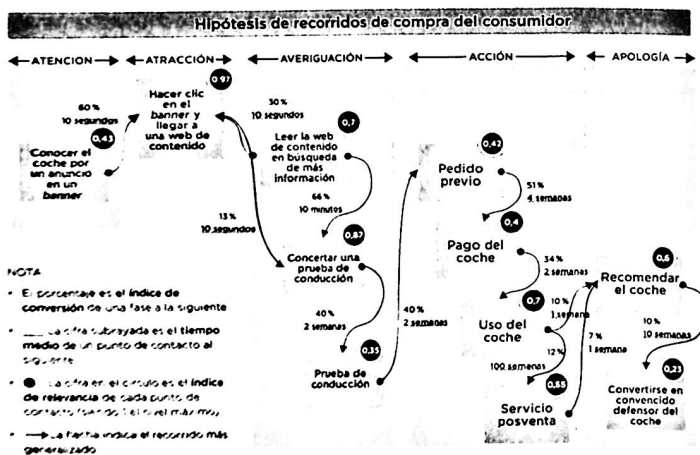 Hipótesis de recorridos de compra del consumidor
ATENCION
ATRACCIÓN
AVERIGUACIÓN
ACCIÓN
APOLOGÍA
0,43
Conocer el
coche por
un anuncio
en un
banner
60 %
10 segundos
0,97
Hacer clic
en el
banner y
llegar a
una web de
contenido
30 %
10 segundos
13 %
10 segundos
0,7
Leer la web
de contenido
en búsqueda
de más
información
66 %
10 minutos
0,87
Concertar una
prueba de
conducción
40 %
2 semanas
0,35
Prueba de
conducción
40 %
2 semanas
0,42
Pedido
previo
51 %
4 semanas
0,4
Pago del
coche
34 %
2 semanas
0,7
Uso del
coche
10 %
1 semana
12 %
100 semanas
0,55
Servicio
posventa
7 %
1 semana
0,6
Recomendar
el coche
10 %
10 semanas
0,23
Convertirse en
convencido
defensor del
coche
NOTA
• El porcentaje es el índice de
conversión de una fase a la siguiente
• La cifra subrayada es el tiempo
medio de un punto de contacto al
siguiente
• La cifra en el círculo es el índice
de relevancia de cada punto de
contacto (siendo 1 el nivel máximo)
• La flecha indica el recorrido más
generalizado